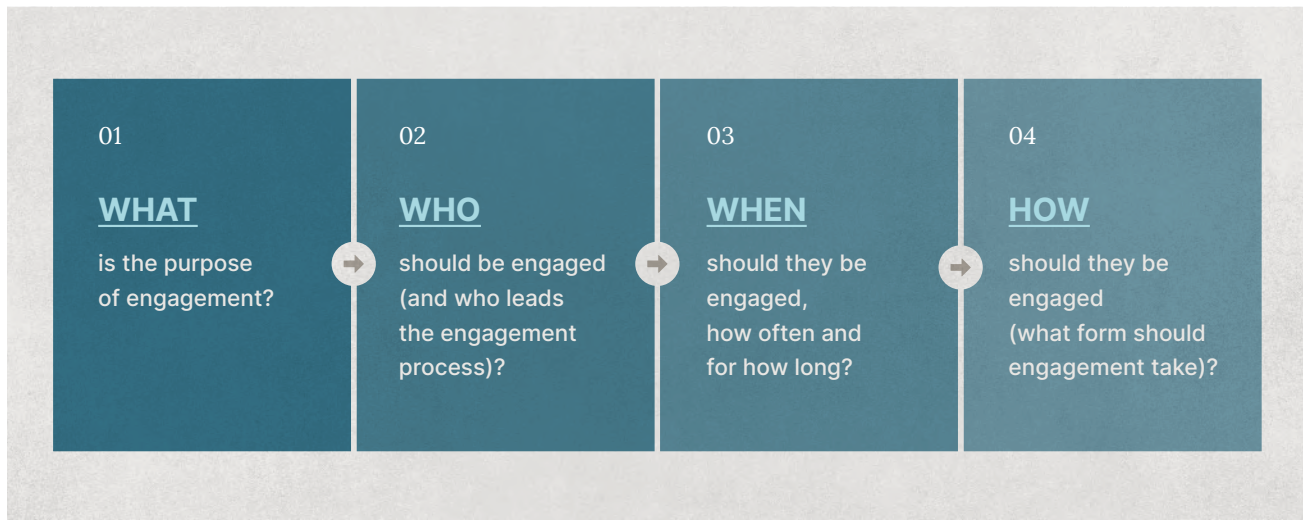 01
WHAT
is the purpose
of engagement?
02
WHO
should be engaged
(and who leads
the engagement
process)?
03
WHEN
should they be
engaged,
how often and
for how long?
04
HOW
should they be
engaged
(what form should
engagement take)?